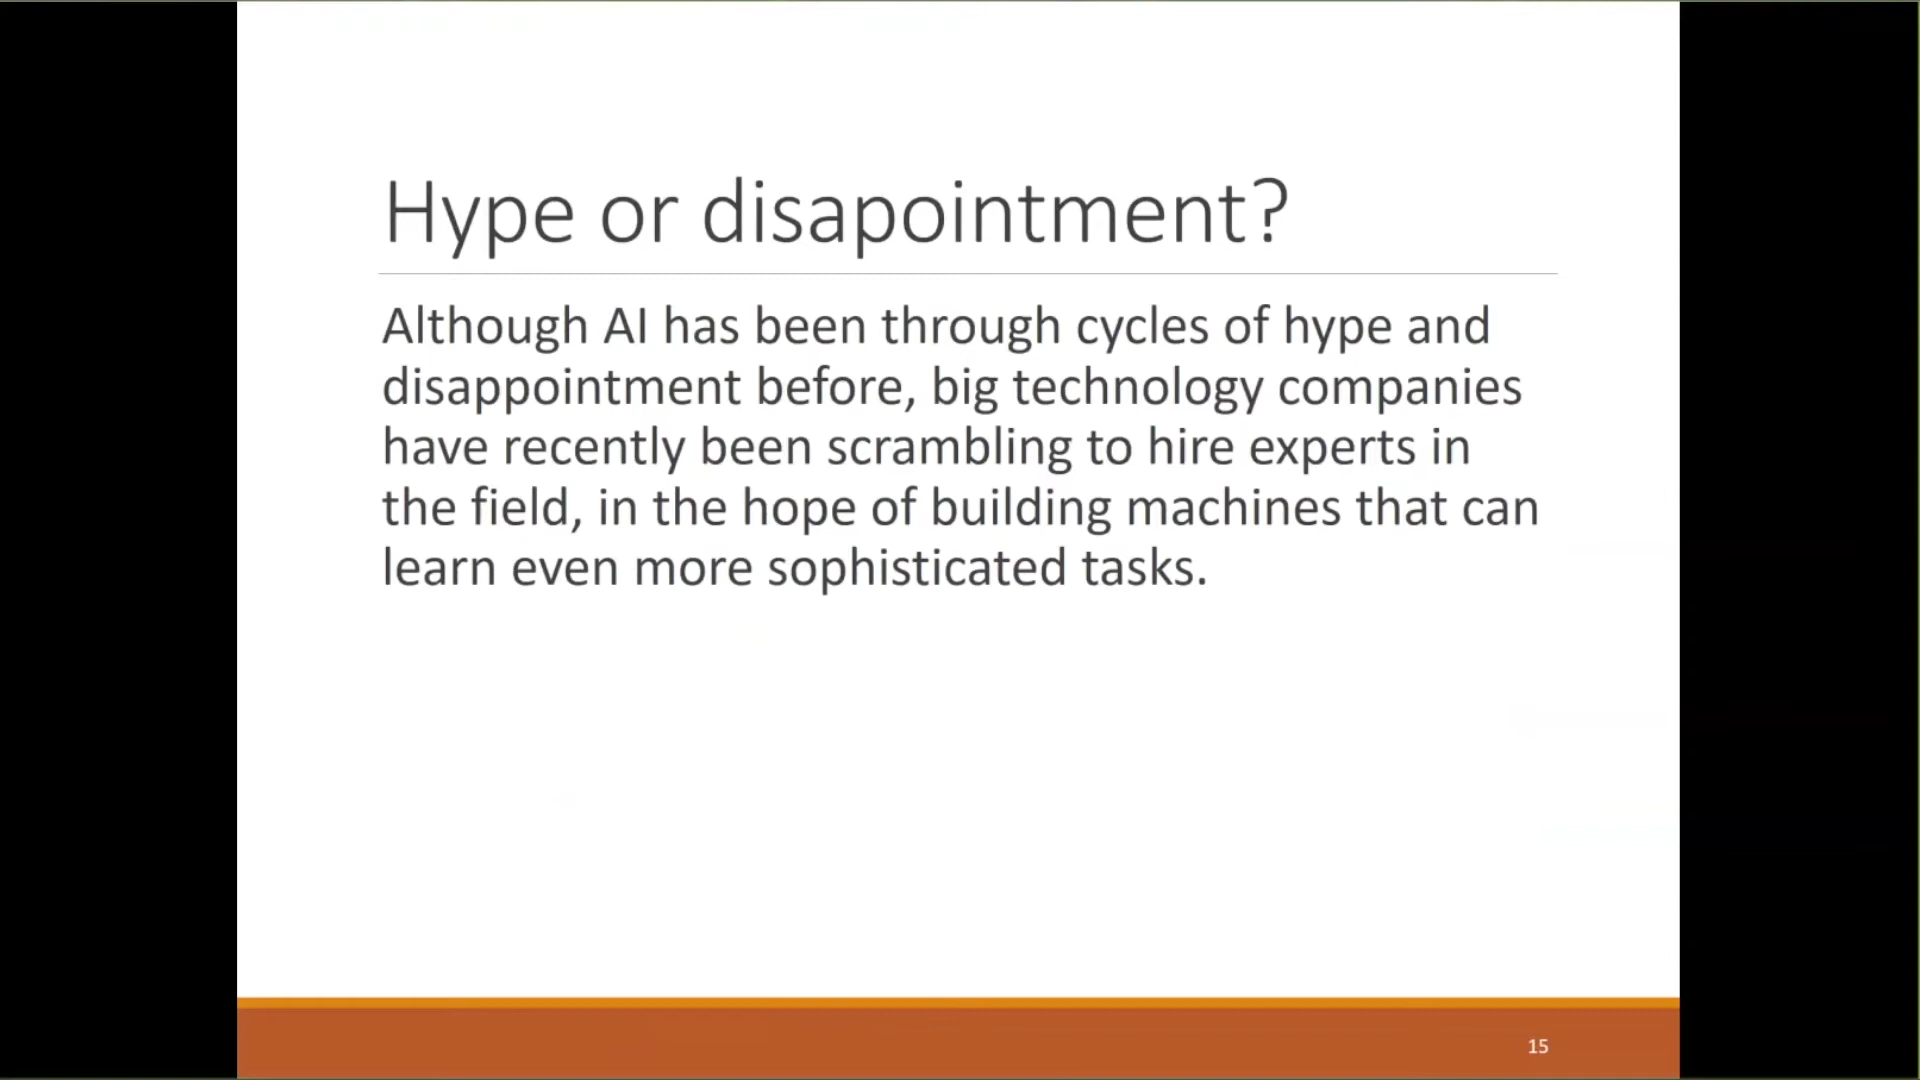 Hype or disapointment?
Although AI has been through cycles of hype and
disappointment before, big technology companies
have recently been scrambling to hire experts in
the field, in the hope of building machines that can
learn even more sophisticated tasks.
15